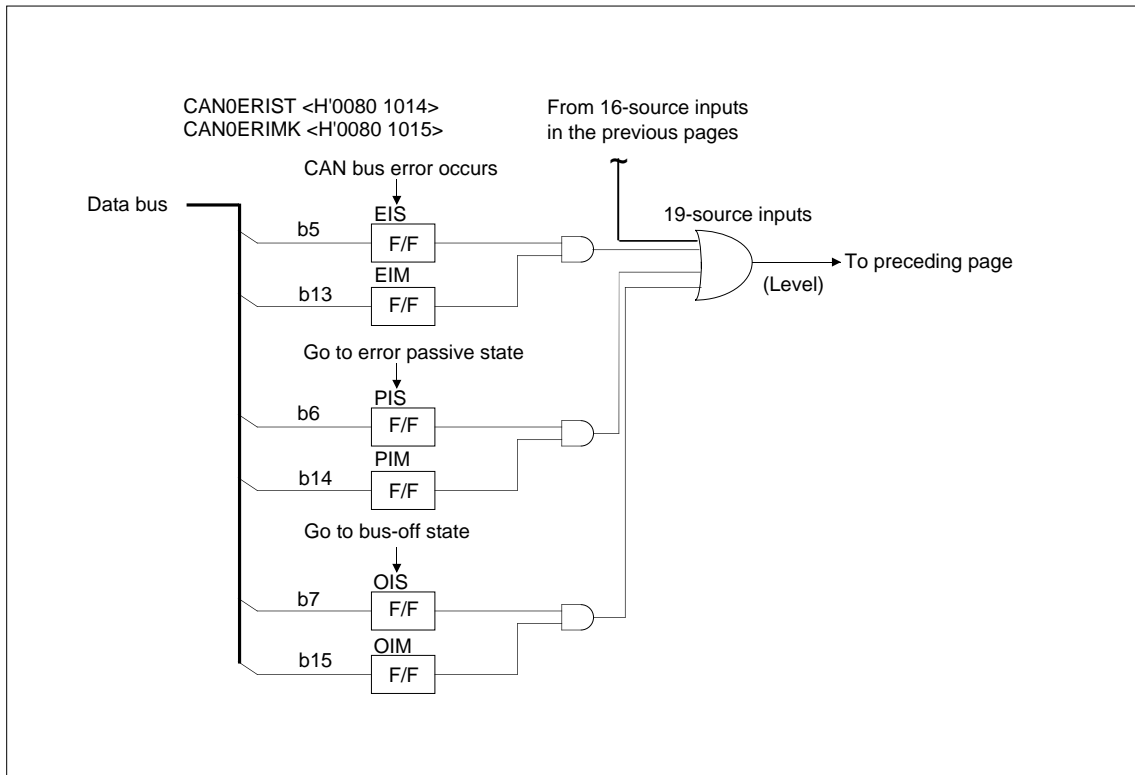 CAN0ERIST <H'0080 1014>
CAN0ERIMK <H'0080 1015>
From 16-source inputs
in the previous pages
CAN bus error occurs
Data bus
19-source inputs
b5
EIS
F/F
To preceding page
(Level)
b13
EIM
F/F
Go to error passive state
b6
PIS
F/F
b14
PIM
F/F
Go to bus-off state
b7
OIS
F/F
b15
OIM
F/F